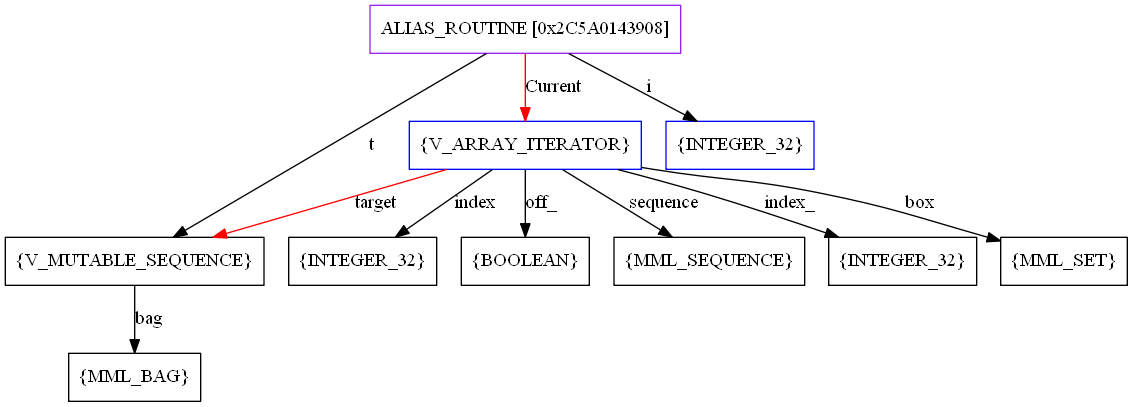 ALIAS_ROUTINE [0x2C5A0143908]
Current
i
t
{V_ARRAY_ITERATOR}
{INTEGER_32}
target
index
off_
sequence
index_
box
{V_MUTABLE_SEQUENCE}
{INTEGER_32}
{BOOLEAN}
{MML_SEQUENCE}
{INTEGER_32}
{MML_SET}
bag
{MML_BAG}